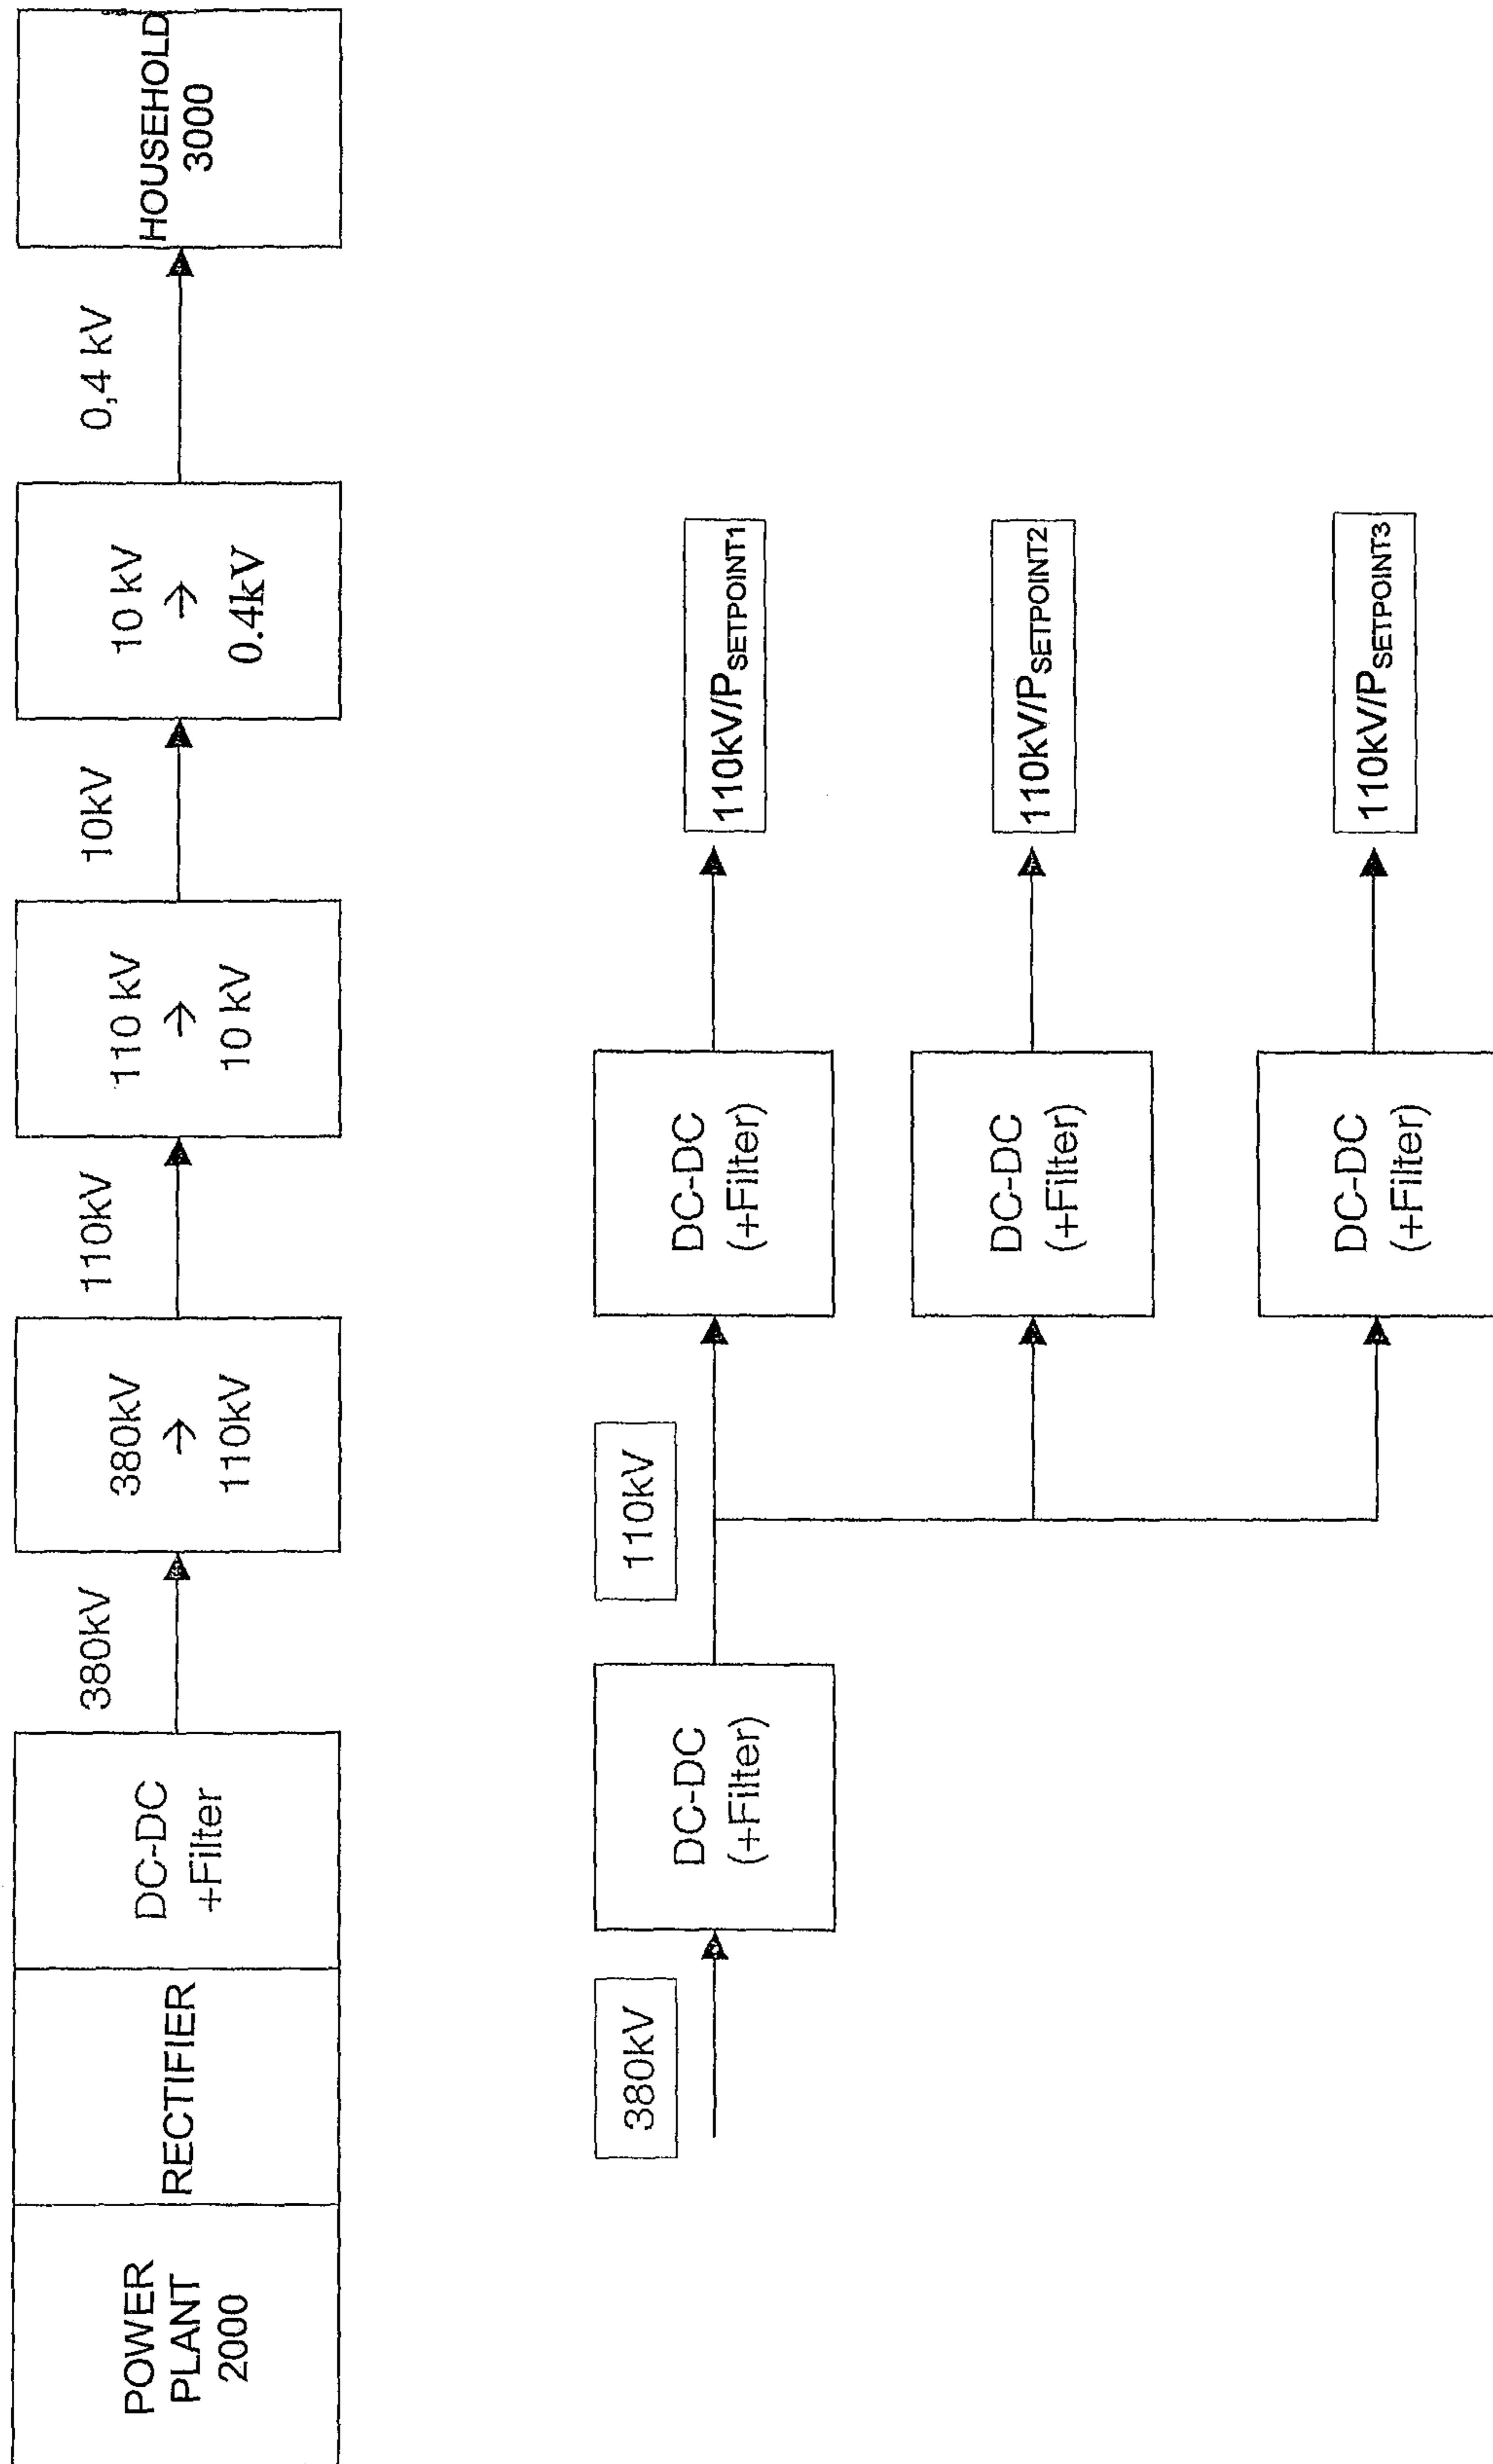 POWER
PLANT
2000
RECTIFIER
DC-DC
+Filter
380kV
380kV
→
110kV
110kV
110 kV
→
10 kV
10kV
10 kV
→
0.4kV
0,4 kV
HOUSEHOLD
3000
380kV
DC-DC
(+Filter)
110kV
DC-DC
(+Filter)
110kV/PSETPOINT1
DC-DC
(+Filter)
110kV/PSETPOINT2
DC-DC
(+Filter)
110kV/PSETPOINT3